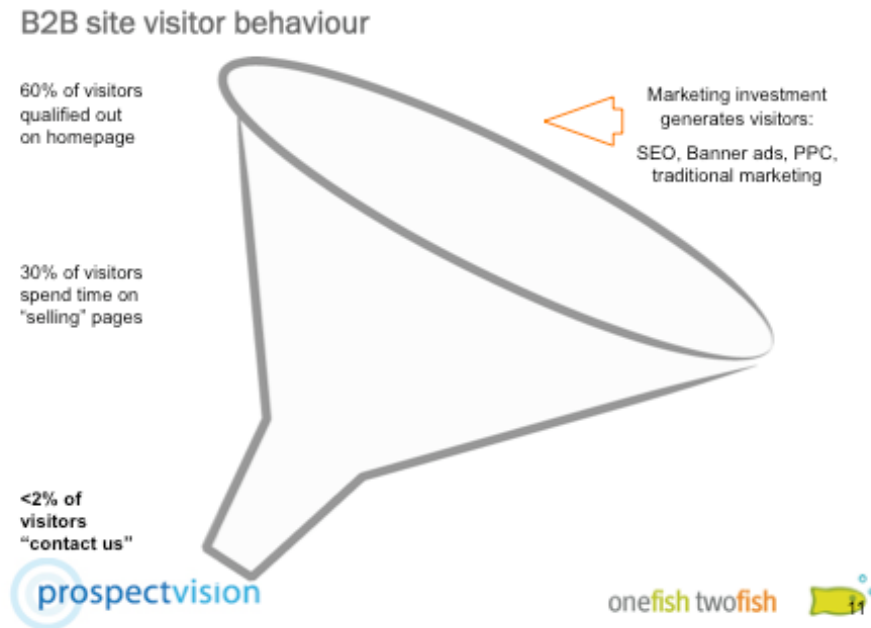 B2B site visitor behaviour
60% of visitors
qualified out
on homepage
Marketing investment
generates visitors:
SEO, Banner ads, PPC,
traditional marketing
30% of visitors
spend time on
“selling” pages
<2% of
visitors
“contact us”
prospectvision
onefish twofish
11